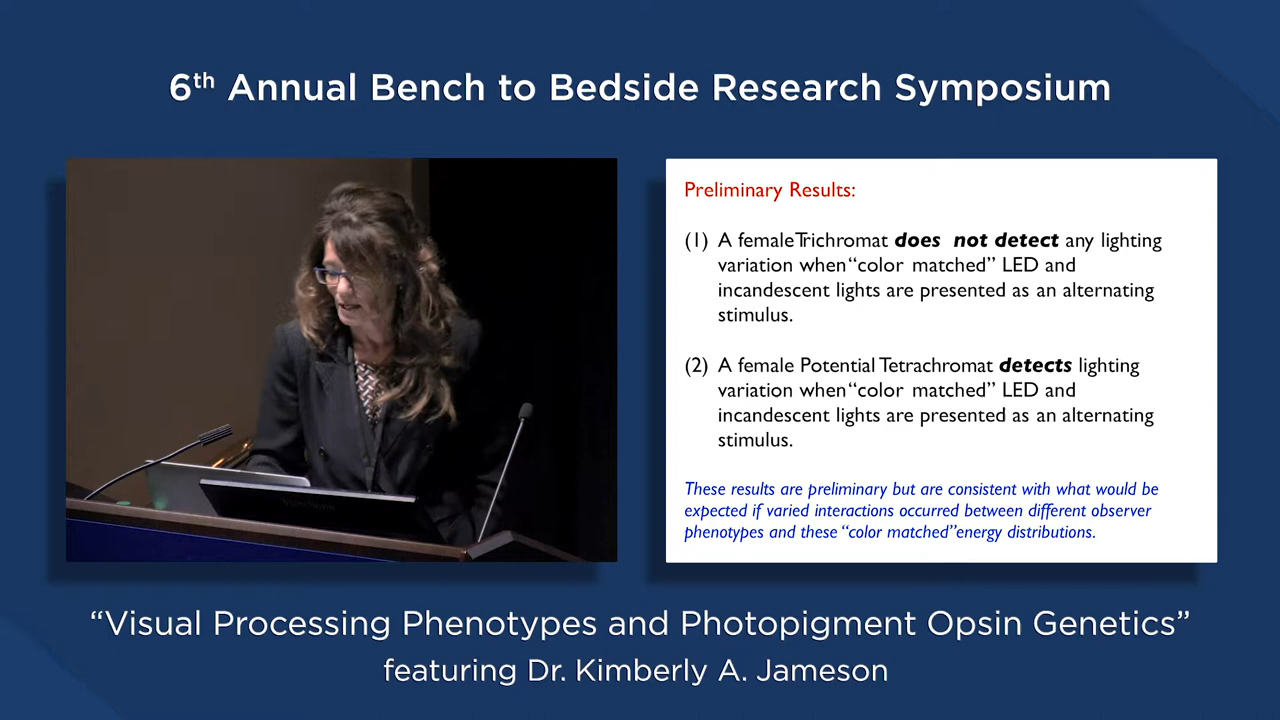 6th Annual Bench to Bedside Research Symposium
Preliminary Results:
(1) A female Trichromat does not detect any lighting
variation when “color matched” LED and
incandescent lights are presented as an alternating
stimulus.
(2) A female Potential Tetrachromat detects lighting
variation when “color matched” LED and
incandescent lights are presented as an alternating
stimulus.
These results are preliminary but are consistent with what would be
expected if varied interactions occurred between different observer
phenotypes and these “color matched” energy distributions.
“Visual Processing Phenotypes and Photopigment Opsin Genetics”
featuring Dr. Kimberly A. Jameson